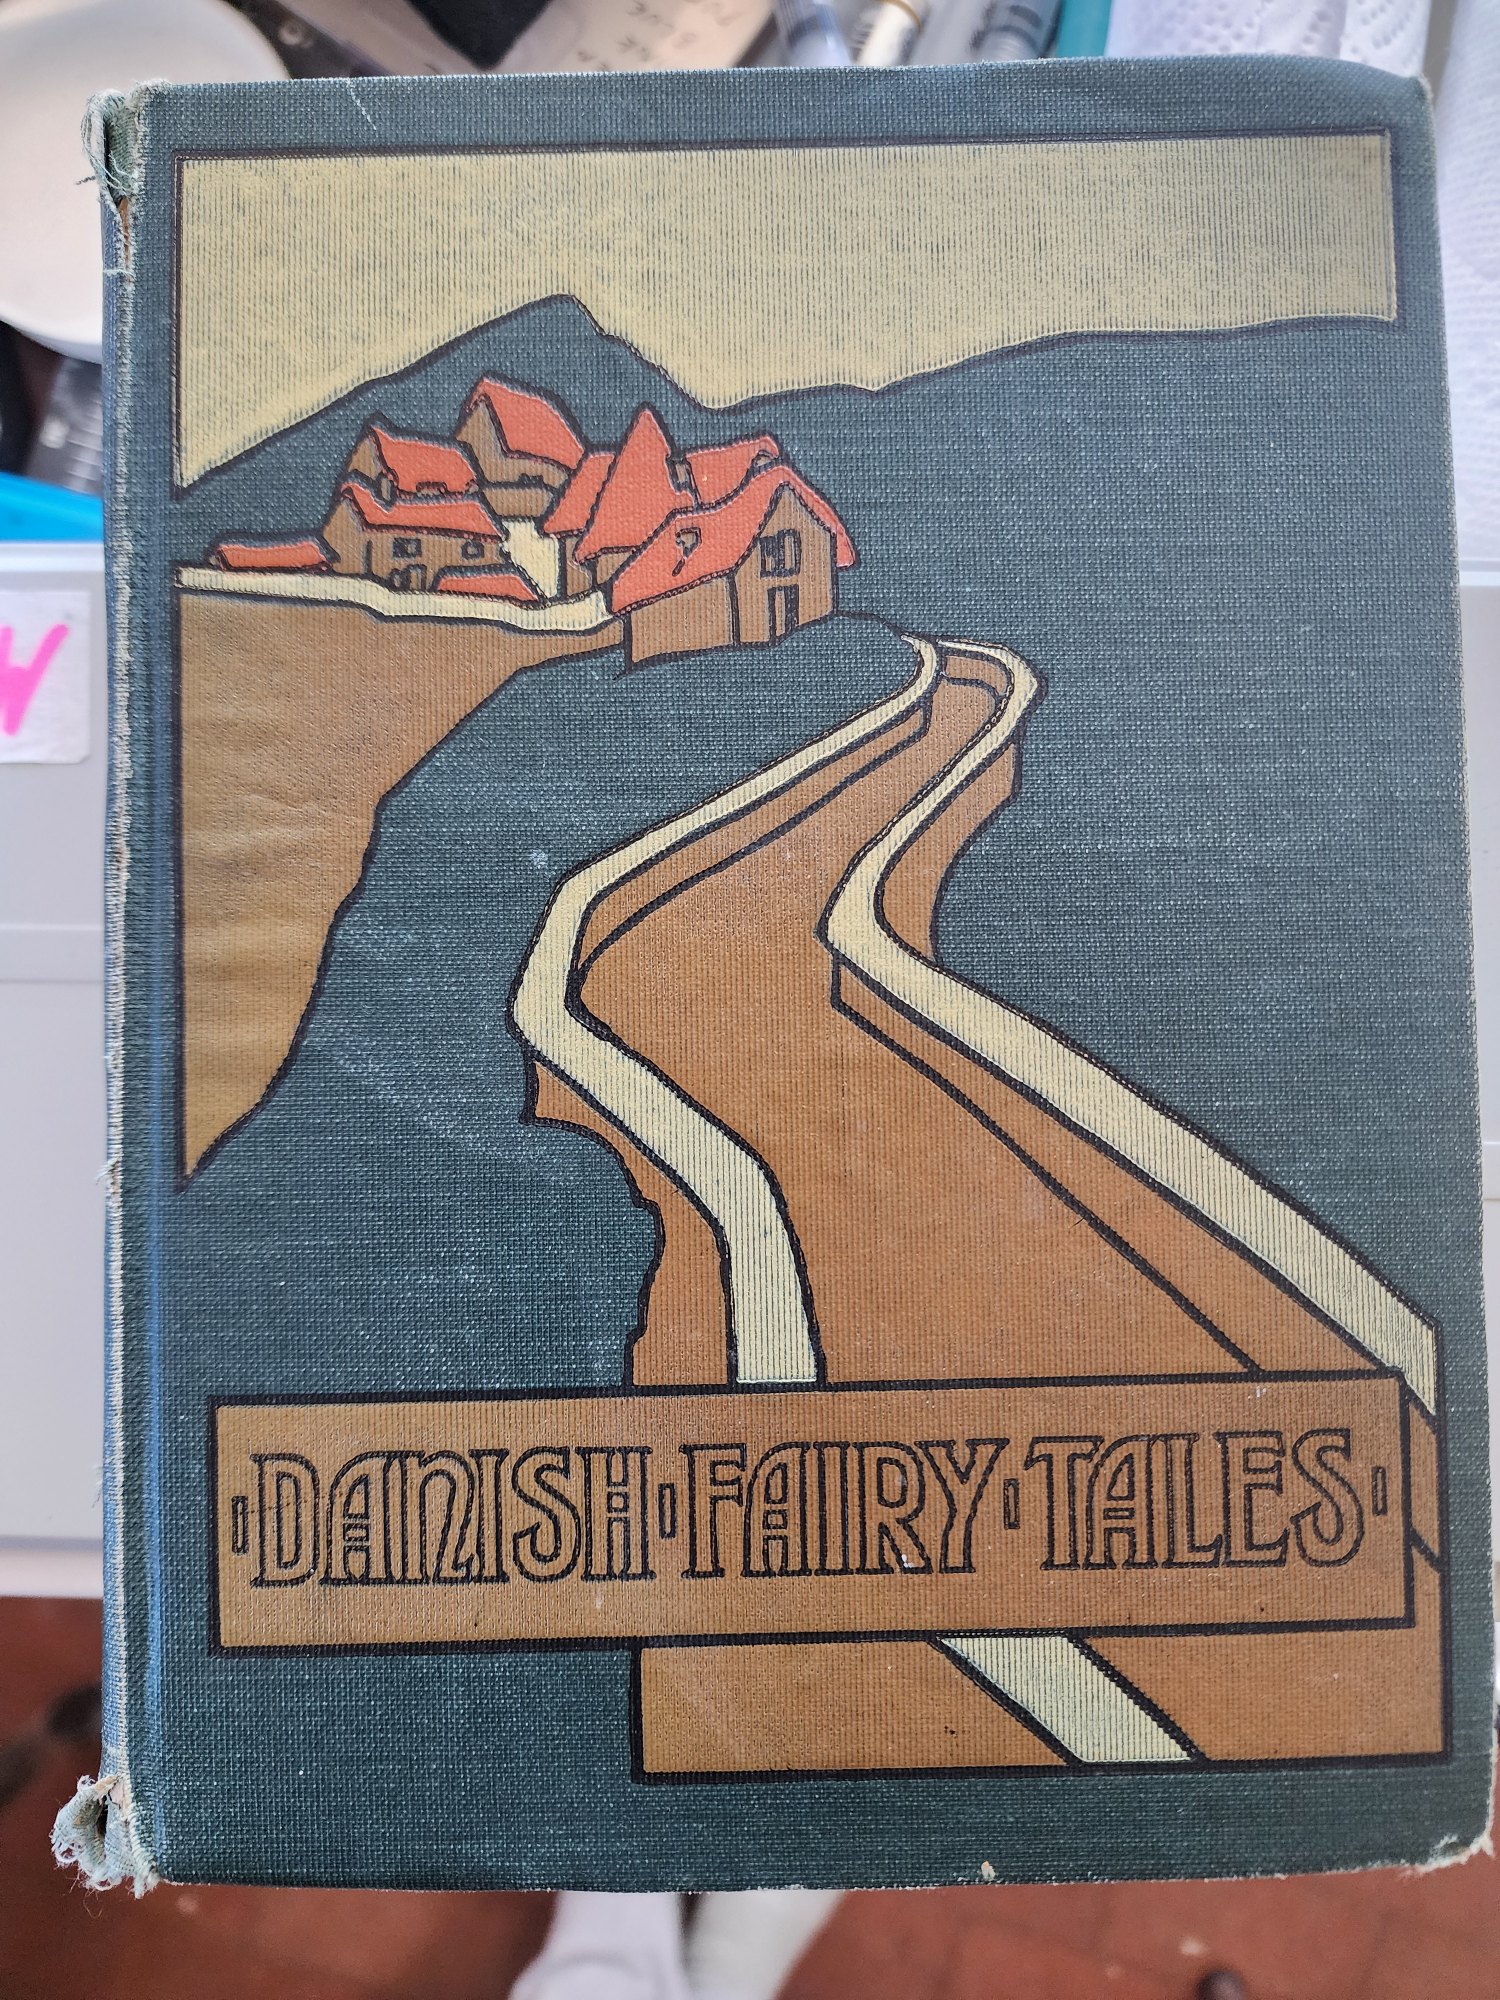 DANISH · FAIRY · TALES